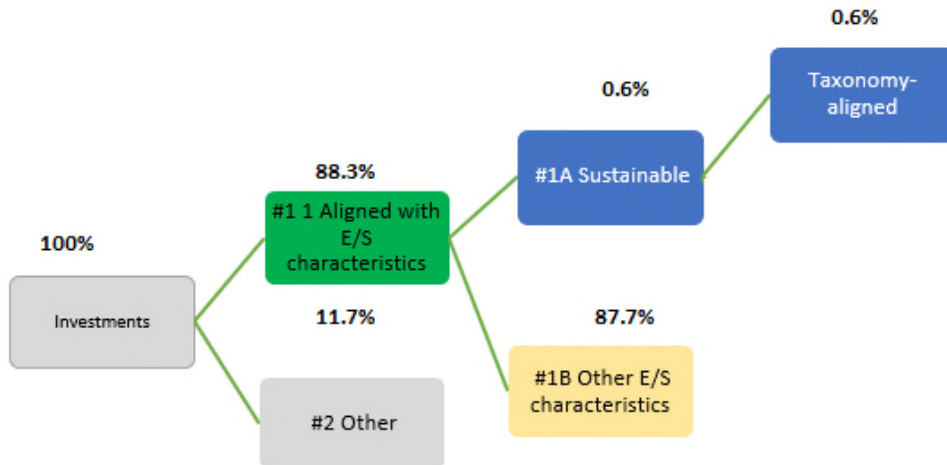 0.6%
Taxonomy-
aligned
0.6%
#1A Sustainable
88.3%
#1 1 Aligned with
E/S
characteristics
100%
Investments
11.7%
#2 Other
87.7%
#1B Other E/S
characteristics